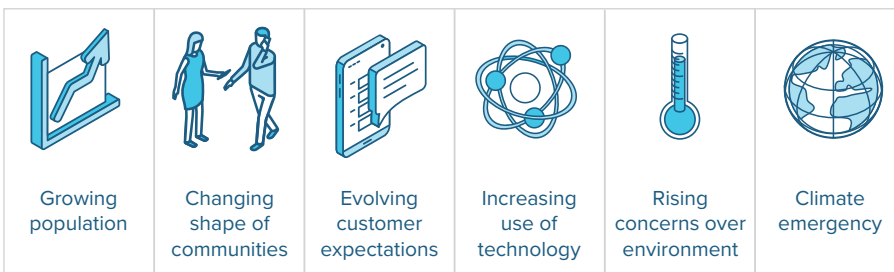 Growing
population
Changing
shape of
communities
Evolving
customer
expectations
Increasing
use of
technology
Rising
concerns over
environment
Climate
emergency